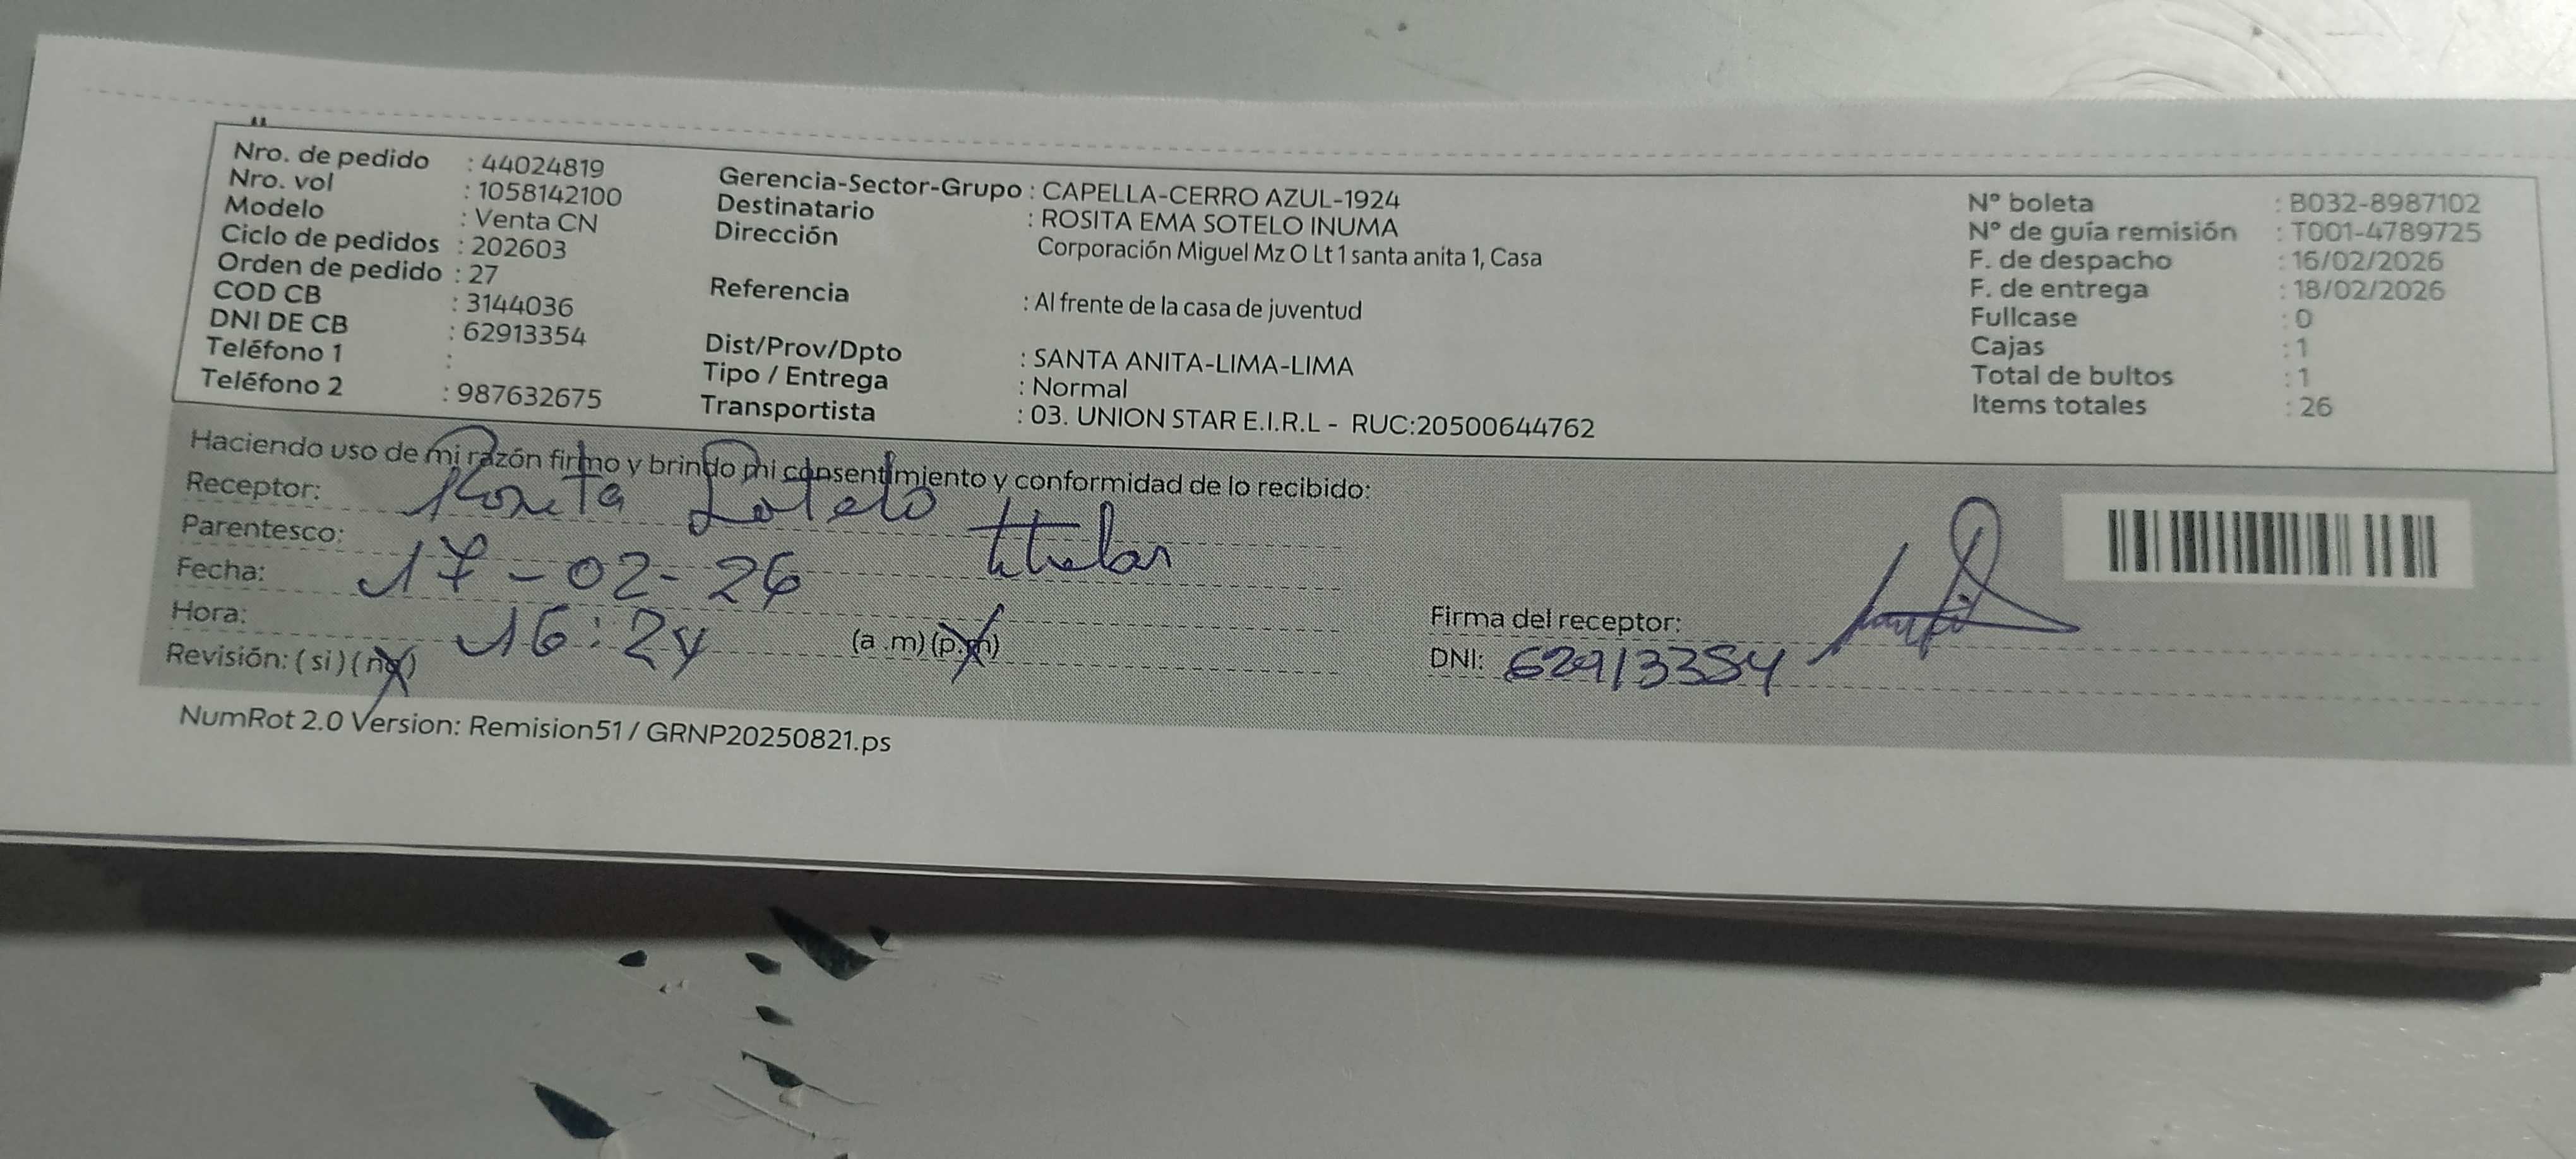 Nro. de pedido : 44024819
Nro. vol : 1058142100
Modelo : Venta CN
Ciclo de pedidos : 202603
Orden de pedido : 27
COD CB : 3144036
DNI DE CB : 62913354
Teléfono 1 :
Teléfono 2 : 987632675
Gerencia-Sector-Grupo : CAPELLA-CERRO AZUL-1924
Destinatario : ROSITA EMA SOTELO INUMA
Dirección Corporación Miguel Mz O Lt 1 santa anita 1, Casa
Referencia : Al frente de la casa de juventud
Dist/Prov/Dpto : SANTA ANITA-LIMA-LIMA
Tipo / Entrega : Normal
Transportista : 03. UNION STAR E.I.R.L - RUC:20500644762
N° boleta : B032-8987102
N° de guía remisión : T001-4789725
F. de despacho : 16/02/2026
F. de entrega : 18/02/2026
Fullcase : 0
Cajas : 1
Total de bultos : 1
Items totales : 26
Haciendo uso de mi razón firmo y brindo mi consentimiento y conformidad de lo recibido:
Receptor: Rosita Sotelo
Parentesco: titular
Fecha: 17-02-26
Hora: 16:24 (a .m) (p.m)
Revisión: ( si ) ( no )
Firma del receptor:
DNI: 62913354
NumRot 2.0 Version: Remision51 / GRNP20250821.ps